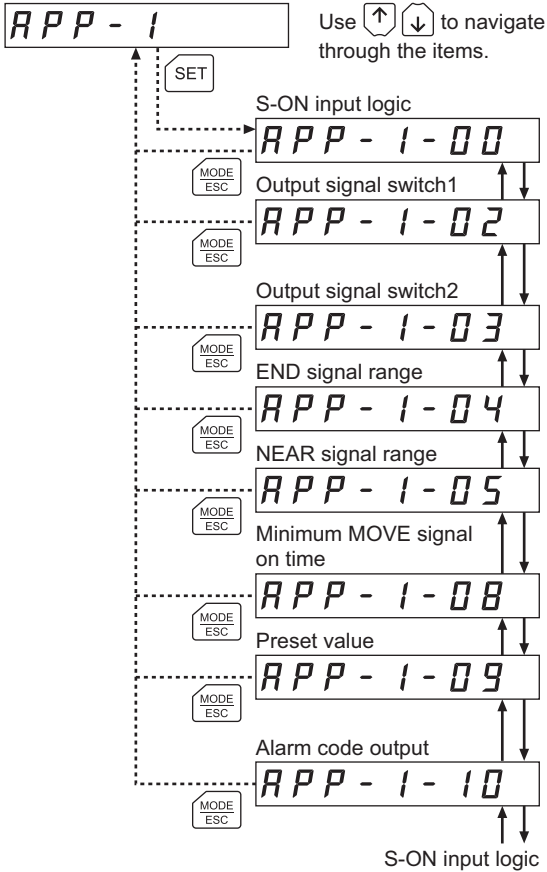 APP-1
Use ↑ ↓ to navigate
through the items.
SET
S-ON input logic
APP-1-00
MODE
ESC
Output signal switch1
APP-1-02
MODE
ESC
Output signal switch2
APP-1-03
MODE
ESC
END signal range
APP-1-04
MODE
ESC
NEAR signal range
APP-1-05
MODE
ESC
Minimum MOVE signal
on time
APP-1-08
MODE
ESC
Preset value
APP-1-09
MODE
ESC
Alarm code output
APP-1-10
MODE
ESC
S-ON input logic